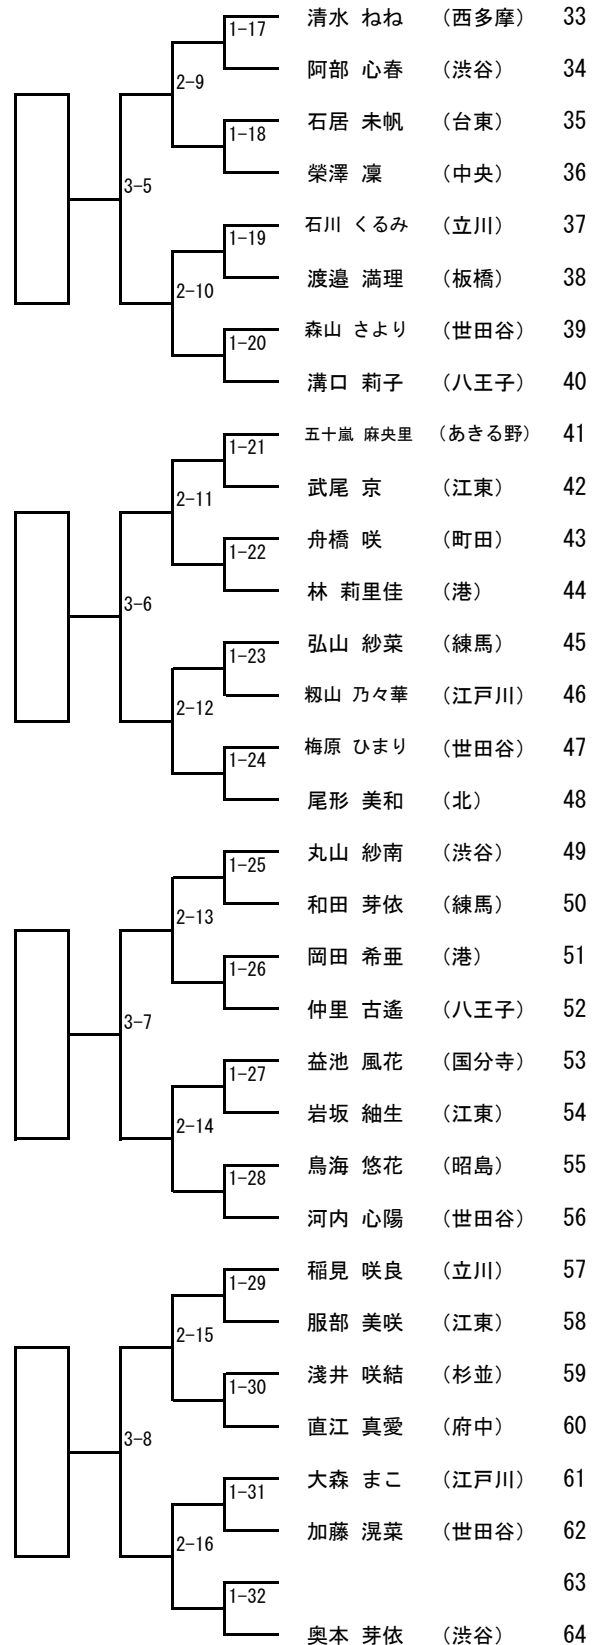 清水 ねね （西多摩） 33
1-17
阿部 心春 （渋谷） 34
2-9
石居 未帆 （台東） 35
1-18
榮澤 凜 （中央） 36
3-5
石川 くるみ （立川） 37
1-19
渡邉 満理 （板橋） 38
2-10
森山 さより （世田谷） 39
1-20
溝口 莉子 （八王子） 40
五十嵐 麻央里 （あきる野） 41
1-21
武尾 京 （江東） 42
2-11
舟橋 咲 （町田） 43
1-22
林 莉里佳 （港） 44
3-6
弘山 紗菜 （練馬） 45
1-23
籾山 乃々華 （江戸川） 46
2-12
梅原 ひまり （世田谷） 47
1-24
尾形 美和 （北） 48
丸山 紗南 （渋谷） 49
1-25
和田 芽依 （練馬） 50
2-13
岡田 希亜 （港） 51
1-26
仲里 古遙 （八王子） 52
3-7
益池 風花 （国分寺） 53
1-27
岩坂 紬生 （江東） 54
2-14
鳥海 悠花 （昭島） 55
1-28
河内 心陽 （世田谷） 56
稲見 咲良 （立川） 57
1-29
服部 美咲 （江東） 58
2-15
淺井 咲結 （杉並） 59
1-30
直江 真愛 （府中） 60
3-8
大森 まこ （江戸川） 61
1-31
加藤 滉菜 （世田谷） 62
2-16
63
1-32
奥本 芽依 （渋谷） 64